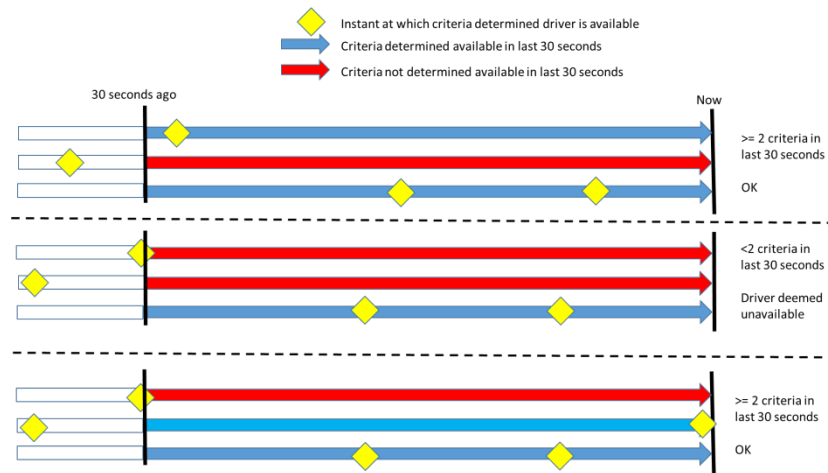 Instant at which criteria determined driver is available
Criteria determined available in last 30 seconds
Criteria not determined available in last 30 seconds
30 seconds ago
Now
>= 2 criteria in
last 30 seconds
OK
<2 criteria in
last 30 seconds
Driver deemed
unavailable
>= 2 criteria in
last 30 seconds
OK